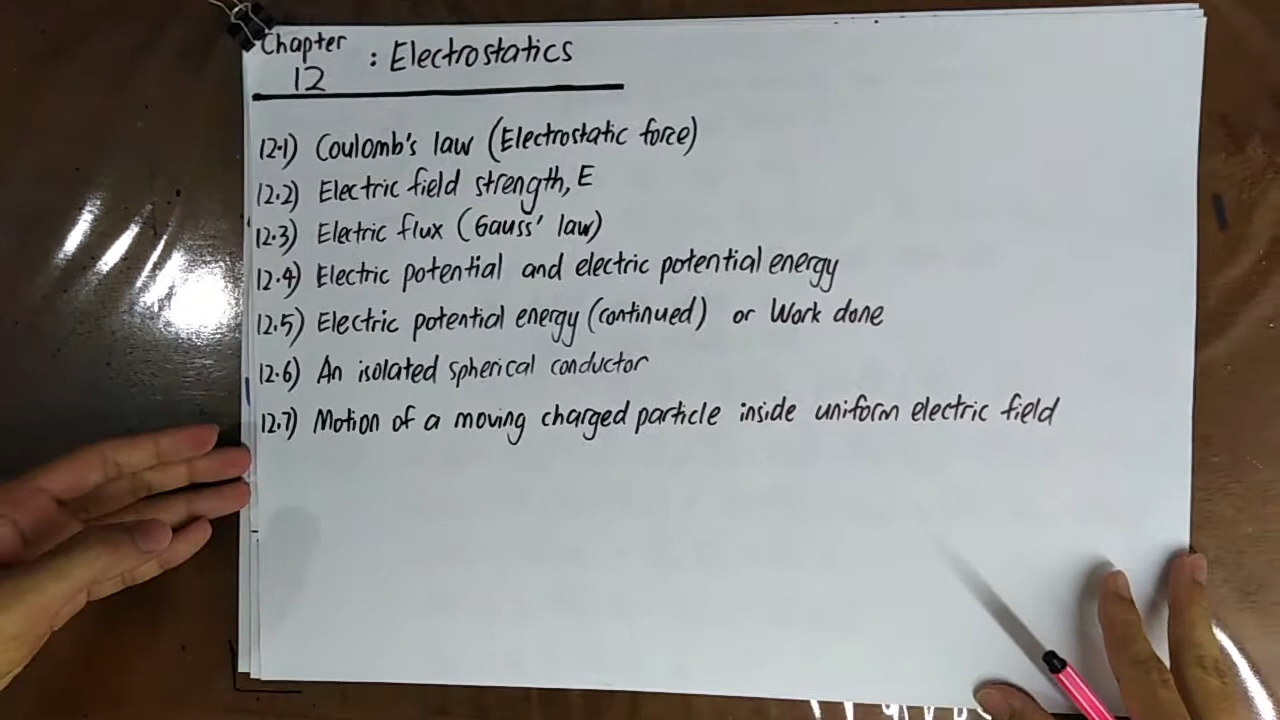 Chapter 12 : Electrostatics
12.1) Coulomb's law (Electrostatic force)
12.2) Electric field strength, E
12.3) Electric flux (Gauss' law)
12.4) Electric potential and electric potential energy
12.5) Electric potential energy (continued) or Work done
12.6) An isolated spherical conductor
12.7) Motion of a moving charged particle inside uniform electric field